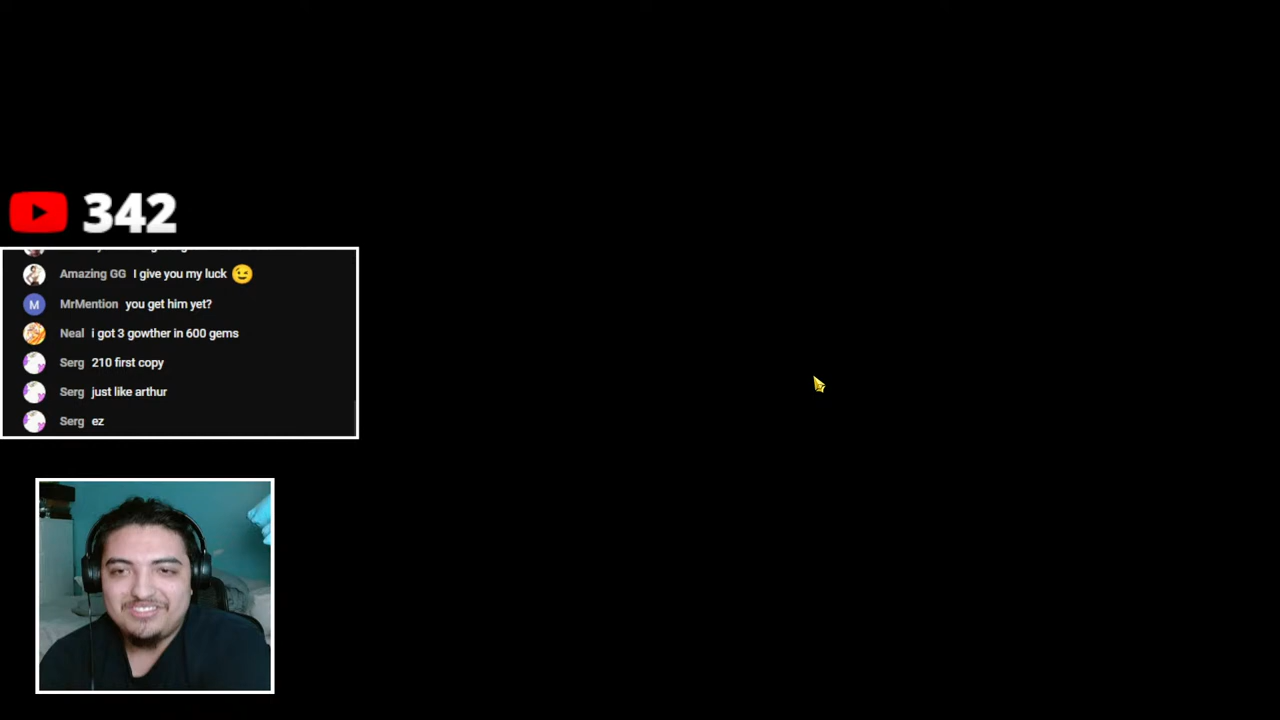 342
Amazing GG I give you my luck 😉
M MrMention you get him yet?
Neal i got 3 gowther in 600 gems
Serg 210 first copy
Serg just like arthur
Serg ez